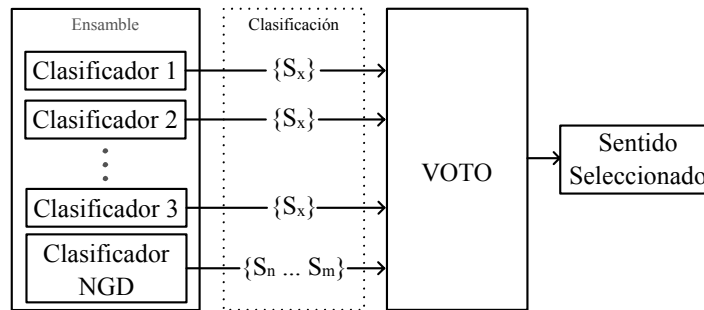 Ensamble
Clasificación
Clasificador 1
{Sx}
Clasificador 2
{Sx}
Clasificador 3
{Sx}
Clasificador
NGD
{Sn ... Sm}
VOTO
Sentido
Seleccionado